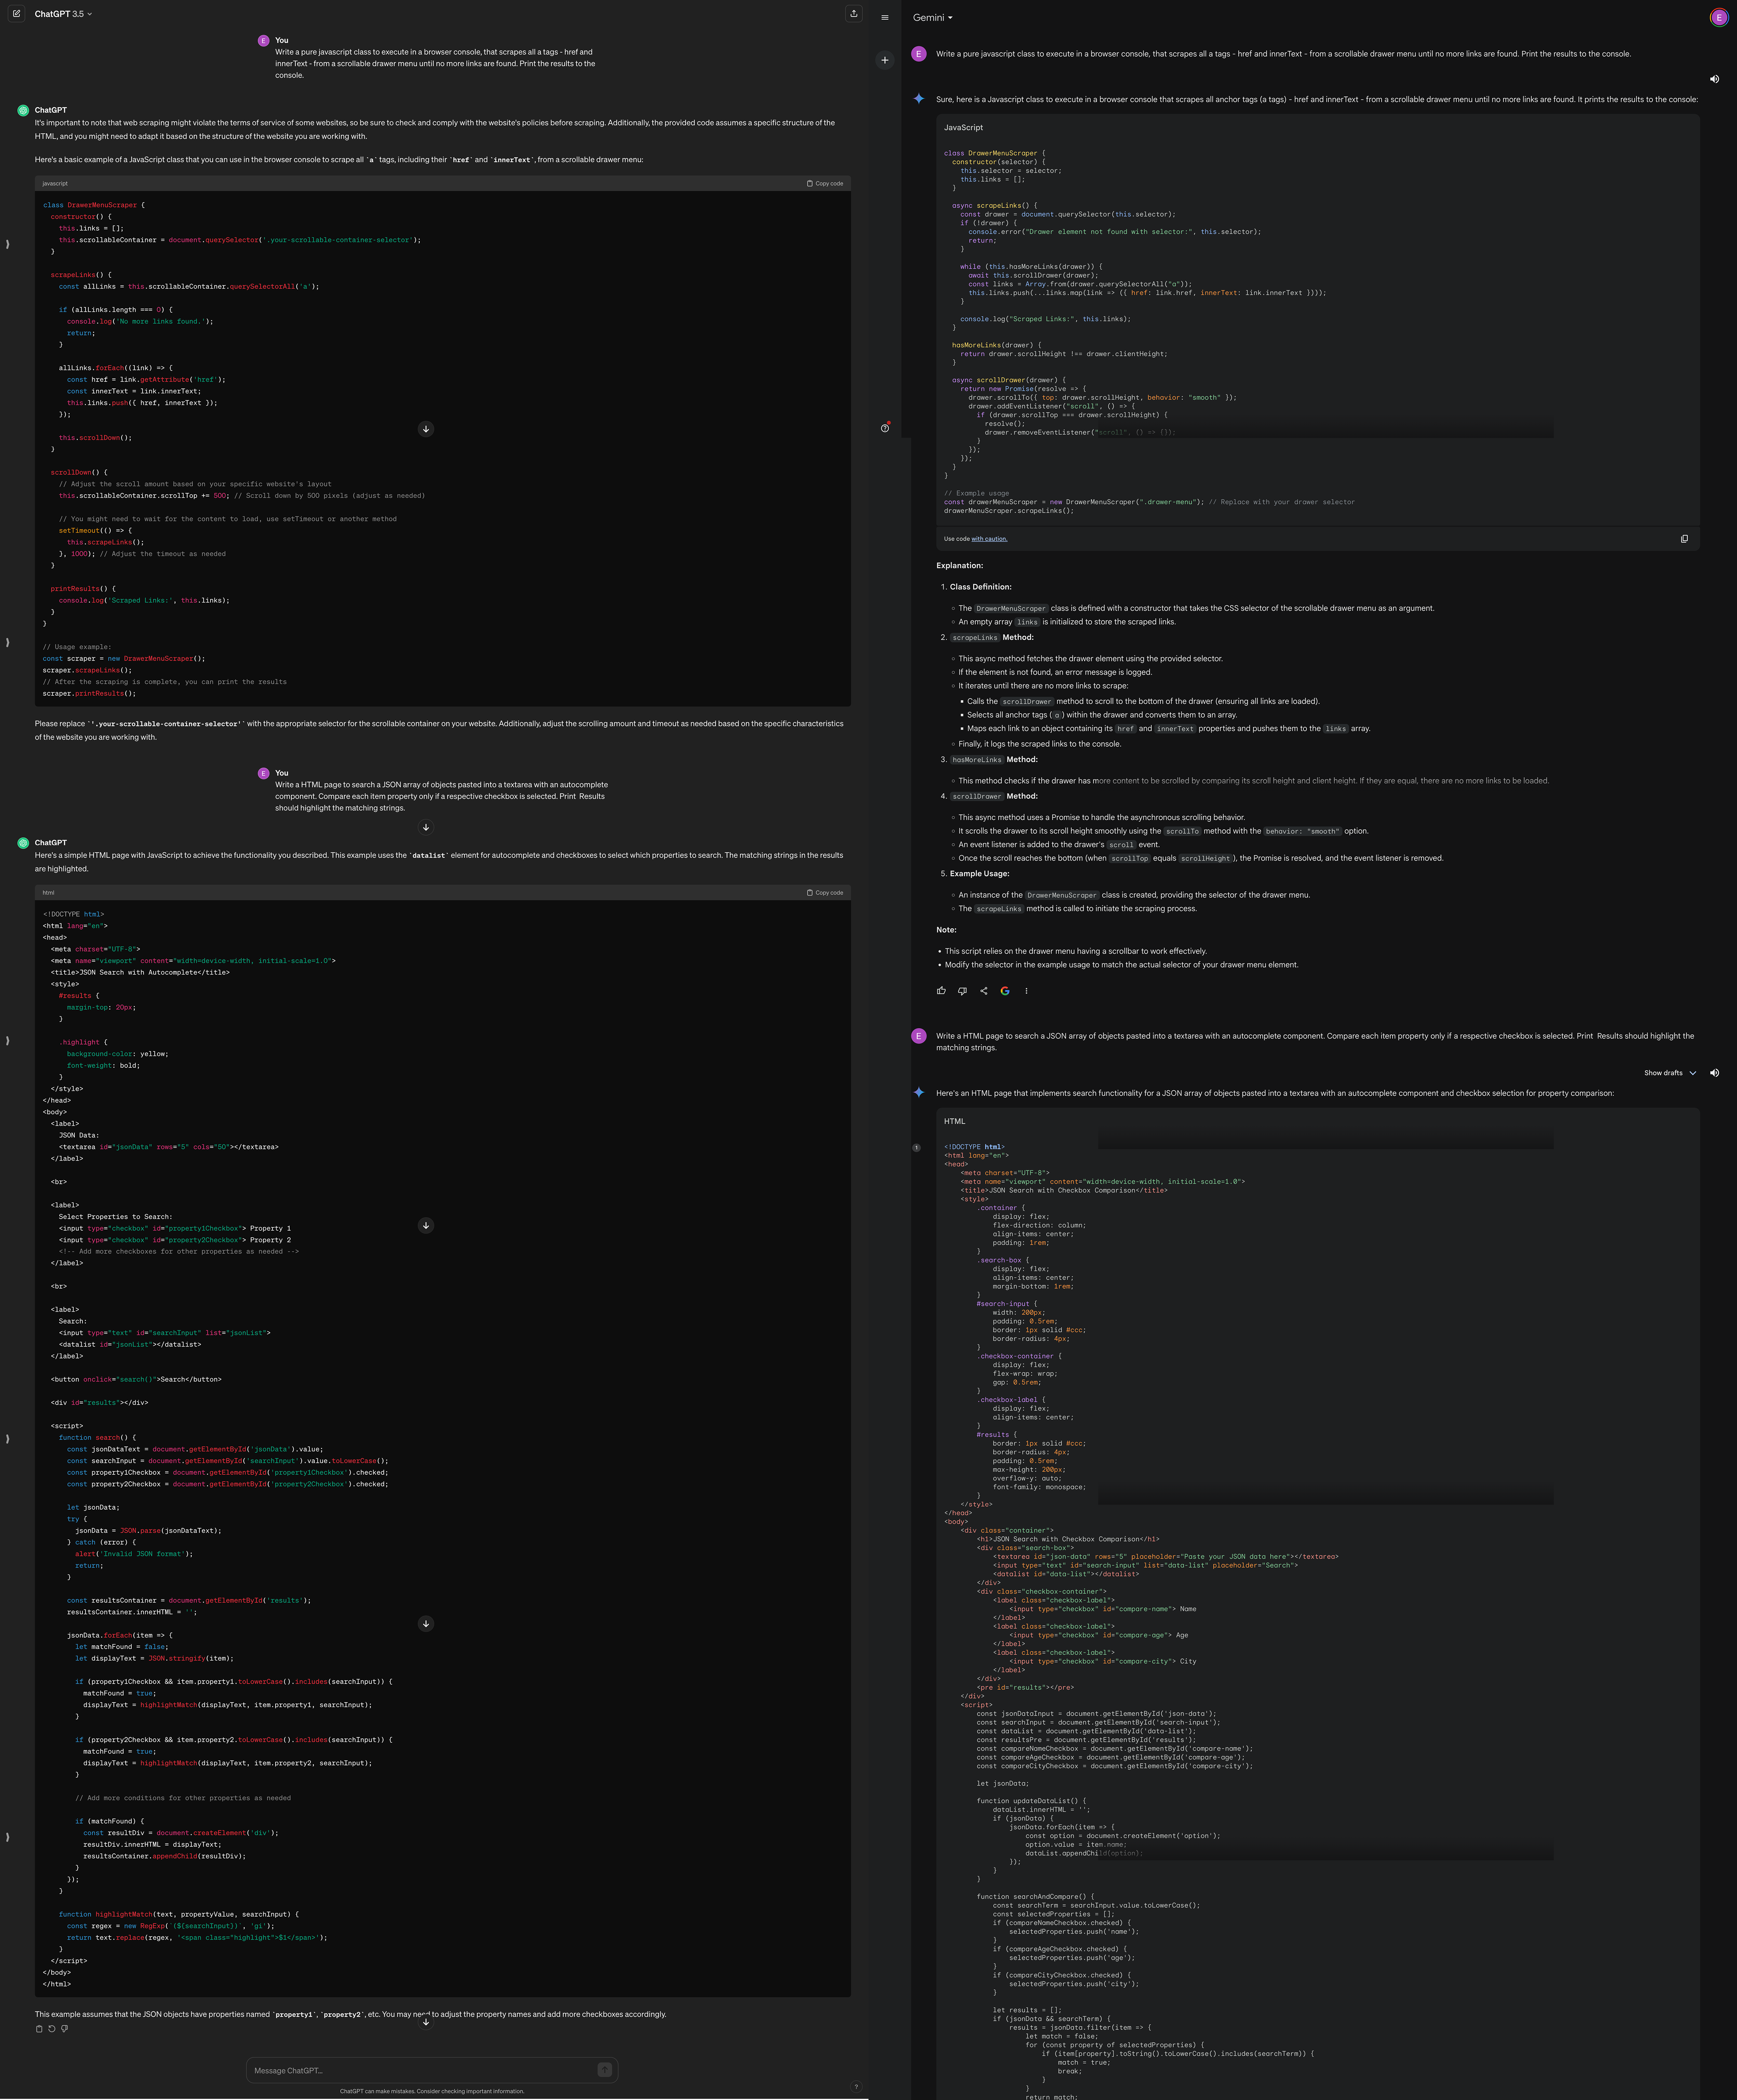 ChatGPT 3.5
You
Write a pure javascript class to execute in a browser console, that scrapes all a tags - href and
innerText - from a scrollable drawer menu until no more links are found. Print the results to the
console.
ChatGPT
It's important to note that web scraping might violate the terms of service of some websites, so be sure to check and comply with the website's policies before scraping. Additionally, the provided code assumes a specific structure of the
HTML, and you might need to adapt it based on the structure of the website you are working with.
Here's a basic example of a JavaScript class that you can use in the browser console to scrape all `a` tags, including their `href` and `innerText`, from a scrollable drawer menu:
javascript
Copy code
class DrawerMenuScraper {
constructor() {
this.links = [];
this.scrollableContainer = document.querySelector('.your-scrollable-container-selector');
}
scrapeLinks() {
const allLinks = this.scrollableContainer.querySelectorAll('a');
if (allLinks.length === 0) {
console.log('No more links found.');
return;
}
allLinks.forEach((link) => {
const href = link.getAttribute('href');
const innerText = link.innerText;
this.links.push({ href, innerText });
});
this.scrollDown();
}
scrollDown() {
// Adjust the scroll amount based on your specific website's layout
this.scrollableContainer.scrollTop += 500; // Scroll down by 500 pixels (adjust as needed)
// You might need to wait for the content to load, use setTimeout or another method
setTimeout(() => {
this.scrapeLinks();
}, 1000); // Adjust the timeout as needed
}
printResults() {
console.log('Scraped Links:', this.links);
}
}
// Usage example:
const scraper = new DrawerMenuScraper();
scraper.scrapeLinks();
// After the scraping is complete, you can print the results
scraper.printResults();
Please replace `'.your-scrollable-container-selector'` with the appropriate selector for the scrollable container on your website. Additionally, adjust the scrolling amount and timeout as needed based on the specific characteristics
of the website you are working with.
You
Write a HTML page to search a JSON array of objects pasted into a textarea with an autocomplete
component. Compare each item property only if a respective checkbox is selected. Print Results
should highlight the matching strings.
ChatGPT
Here's a simple HTML page with JavaScript to achieve the functionality you described. This example uses the `datalist` element for autocomplete and checkboxes to select which properties to search. The matching strings in the results
are highlighted.
html
Copy code
<!DOCTYPE html>
<html lang="en">
<head>
<meta charset="UTF-8">
<meta name="viewport" content="width=device-width, initial-scale=1.0">
<title>JSON Search with Autocomplete</title>
<style>
#results {
margin-top: 20px;
}
.highlight {
background-color: yellow;
font-weight: bold;
}
</style>
</head>
<body>
<label>
JSON Data:
<textarea id="jsonData" rows="5" cols="50"></textarea>
</label>
<br>
<label>
Select Properties to Search:
<input type="checkbox" id="property1Checkbox"> Property 1
<input type="checkbox" id="property2Checkbox"> Property 2
<!-- Add more checkboxes for other properties as needed -->
</label>
<br>
<label>
Search:
<input type="text" id="searchInput" list="jsonList">
<datalist id="jsonList"></datalist>
</label>
<button onclick="search()">Search</button>
<div id="results"></div>
<script>
function search() {
const jsonDataText = document.getElementById('jsonData').value;
const searchInput = document.getElementById('searchInput').value.toLowerCase();
const property1Checkbox = document.getElementById('property1Checkbox').checked;
const property2Checkbox = document.getElementById('property2Checkbox').checked;
let jsonData;
try {
jsonData = JSON.parse(jsonDataText);
} catch (error) {
alert('Invalid JSON format');
return;
}
const resultsContainer = document.getElementById('results');
resultsContainer.innerHTML = '';
jsonData.forEach(item => {
let matchFound = false;
let displayText = JSON.stringify(item);
if (property1Checkbox && item.property1.toLowerCase().includes(searchInput)) {
matchFound = true;
displayText = highlightMatch(displayText, item.property1, searchInput);
}
if (property2Checkbox && item.property2.toLowerCase().includes(searchInput)) {
matchFound = true;
displayText = highlightMatch(displayText, item.property2, searchInput);
}
// Add more conditions for other properties as needed
if (matchFound) {
const resultDiv = document.createElement('div');
resultDiv.innerHTML = displayText;
resultsContainer.appendChild(resultDiv);
}
});
}
function highlightMatch(text, propertyValue, searchInput) {
const regex = new RegExp(`(${searchInput})`, 'gi');
return text.replace(regex, '<span class="highlight">$1</span>');
}
</script>
</body>
</html>
This example assumes that the JSON objects have properties named `property1`, `property2`, etc. You may need to adjust the property names and add more checkboxes accordingly.
Message ChatGPT...
ChatGPT can make mistakes. Consider checking important information.
?
Gemini
E
Write a pure javascript class to execute in a browser console, that scrapes all a tags - href and innerText - from a scrollable drawer menu until no more links are found. Print the results to the console.
Sure, here is a Javascript class to execute in a browser console that scrapes all anchor tags (a tags) - href and innerText - from a scrollable drawer menu until no more links are found. It prints the results to the console:
JavaScript
class DrawerMenuScraper {
constructor(selector) {
this.selector = selector;
this.links = [];
}
async scrapeLinks() {
const drawer = document.querySelector(this.selector);
if (!drawer) {
console.error("Drawer element not found with selector:", this.selector);
return;
}
while (this.hasMoreLinks(drawer)) {
await this.scrollDrawer(drawer);
const links = Array.from(drawer.querySelectorAll("a"));
this.links.push(...links.map(link => ({ href: link.href, innerText: link.innerText })));
}
console.log("Scraped Links:", this.links);
}
hasMoreLinks(drawer) {
return drawer.scrollHeight !== drawer.clientHeight;
}
async scrollDrawer(drawer) {
return new Promise(resolve => {
drawer.scrollTo({ top: drawer.scrollHeight, behavior: "smooth" });
drawer.addEventListener("scroll", () => {
if (drawer.scrollTop === drawer.scrollHeight) {
resolve();
drawer.removeEventListener("scroll", () => {});
}
});
});
}
}
// Example usage
const drawerMenuScraper = new DrawerMenuScraper(".drawer-menu"); // Replace with your drawer selector
drawerMenuScraper.scrapeLinks();
Use code with caution.
Explanation:
1. Class Definition:
The DrawerMenuScraper class is defined with a constructor that takes the CSS selector of the scrollable drawer menu as an argument.
An empty array links is initialized to store the scraped links.
2. scrapeLinks Method:
This async method fetches the drawer element using the provided selector.
If the element is not found, an error message is logged.
It iterates until there are no more links to scrape:
Calls the scrollDrawer method to scroll to the bottom of the drawer (ensuring all links are loaded).
Selects all anchor tags (a) within the drawer and converts them to an array.
Maps each link to an object containing its href and innerText properties and pushes them to the links array.
Finally, it logs the scraped links to the console.
3. hasMoreLinks Method:
This method checks if the drawer has more content to be scrolled by comparing its scroll height and client height. If they are equal, there are no more links to be loaded.
4. scrollDrawer Method:
This async method uses a Promise to handle the asynchronous scrolling behavior.
It scrolls the drawer to its scroll height smoothly using the scrollTo method with the behavior: "smooth" option.
An event listener is added to the drawer's scroll event.
Once the scroll reaches the bottom (when scrollTop equals scrollHeight), the Promise is resolved, and the event listener is removed.
5. Example Usage:
An instance of the DrawerMenuScraper class is created, providing the selector of the drawer menu.
The scrapeLinks method is called to initiate the scraping process.
Note:
This script relies on the drawer menu having a scrollbar to work effectively.
Modify the selector in the example usage to match the actual selector of your drawer menu element.
Write a HTML page to search a JSON array of objects pasted into a textarea with an autocomplete component. Compare each item property only if a respective checkbox is selected. Print Results should highlight the
matching strings.
Show drafts
Here's an HTML page that implements search functionality for a JSON array of objects pasted into a textarea with an autocomplete component and checkbox selection for property comparison:
HTML
<!DOCTYPE html>
<html lang="en">
<head>
<meta charset="UTF-8">
<meta name="viewport" content="width=device-width, initial-scale=1.0">
<title>JSON Search with Checkbox Comparison</title>
<style>
.container {
display: flex;
flex-direction: column;
align-items: center;
padding: 1rem;
}
.search-box {
display: flex;
align-items: center;
margin-bottom: 1rem;
}
#search-input {
width: 200px;
padding: 0.5rem;
border: 1px solid #ccc;
border-radius: 4px;
}
.checkbox-container {
display: flex;
flex-wrap: wrap;
gap: 0.5rem;
}
.checkbox-label {
display: flex;
align-items: center;
}
#results {
border: 1px solid #ccc;
border-radius: 4px;
padding: 0.5rem;
max-height: 200px;
overflow-y: auto;
font-family: monospace;
}
</style>
</head>
<body>
<div class="container">
<h1>JSON Search with Checkbox Comparison</h1>
<div class="search-box">
<textarea id="json-data" rows="5" placeholder="Paste your JSON data here"></textarea>
<input type="text" id="search-input" list="data-list" placeholder="Search">
<datalist id="data-list"></datalist>
</div>
<div class="checkbox-container">
<label class="checkbox-label">
<input type="checkbox" id="compare-name"> Name
</label>
<label class="checkbox-label">
<input type="checkbox" id="compare-age"> Age
</label>
<label class="checkbox-label">
<input type="checkbox" id="compare-city"> City
</label>
</div>
<pre id="results"></pre>
</div>
<script>
const jsonDataInput = document.getElementById('json-data');
const searchInput = document.getElementById('search-input');
const dataList = document.getElementById('data-list');
const resultsPre = document.getElementById('results');
const compareNameCheckbox = document.getElementById('compare-name');
const compareAgeCheckbox = document.getElementById('compare-age');
const compareCityCheckbox = document.getElementById('compare-city');
let jsonData;
function updateDataList() {
dataList.innerHTML = '';
if (jsonData) {
jsonData.forEach(item => {
const option = document.createElement('option');
option.value = item.name;
dataList.appendChild(option);
});
}
}
function searchAndCompare() {
const searchTerm = searchInput.value.toLowerCase();
const selectedProperties = [];
if (compareNameCheckbox.checked) {
selectedProperties.push('name');
}
if (compareAgeCheckbox.checked) {
selectedProperties.push('age');
}
if (compareCityCheckbox.checked) {
selectedProperties.push('city');
}
let results = [];
if (jsonData && searchTerm) {
results = jsonData.filter(item => {
let match = false;
for (const property of selectedProperties) {
if (item[property].toString().toLowerCase().includes(searchTerm)) {
match = true;
break;
}
}
return match;